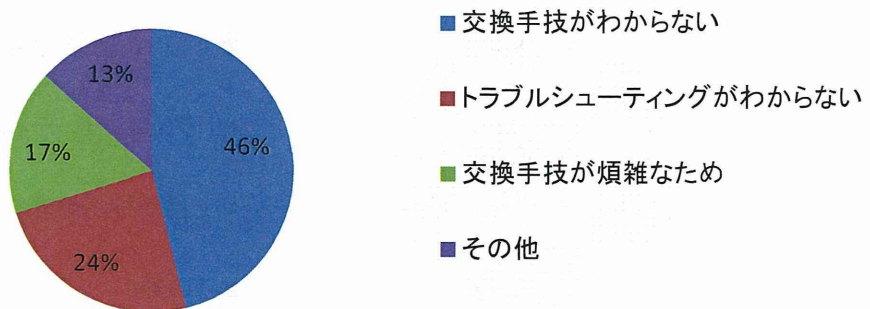 交換手技がわからない
13%
トラブルシューティングがわからない
46%
17%
交換手技が煩雑なため
その他
24%